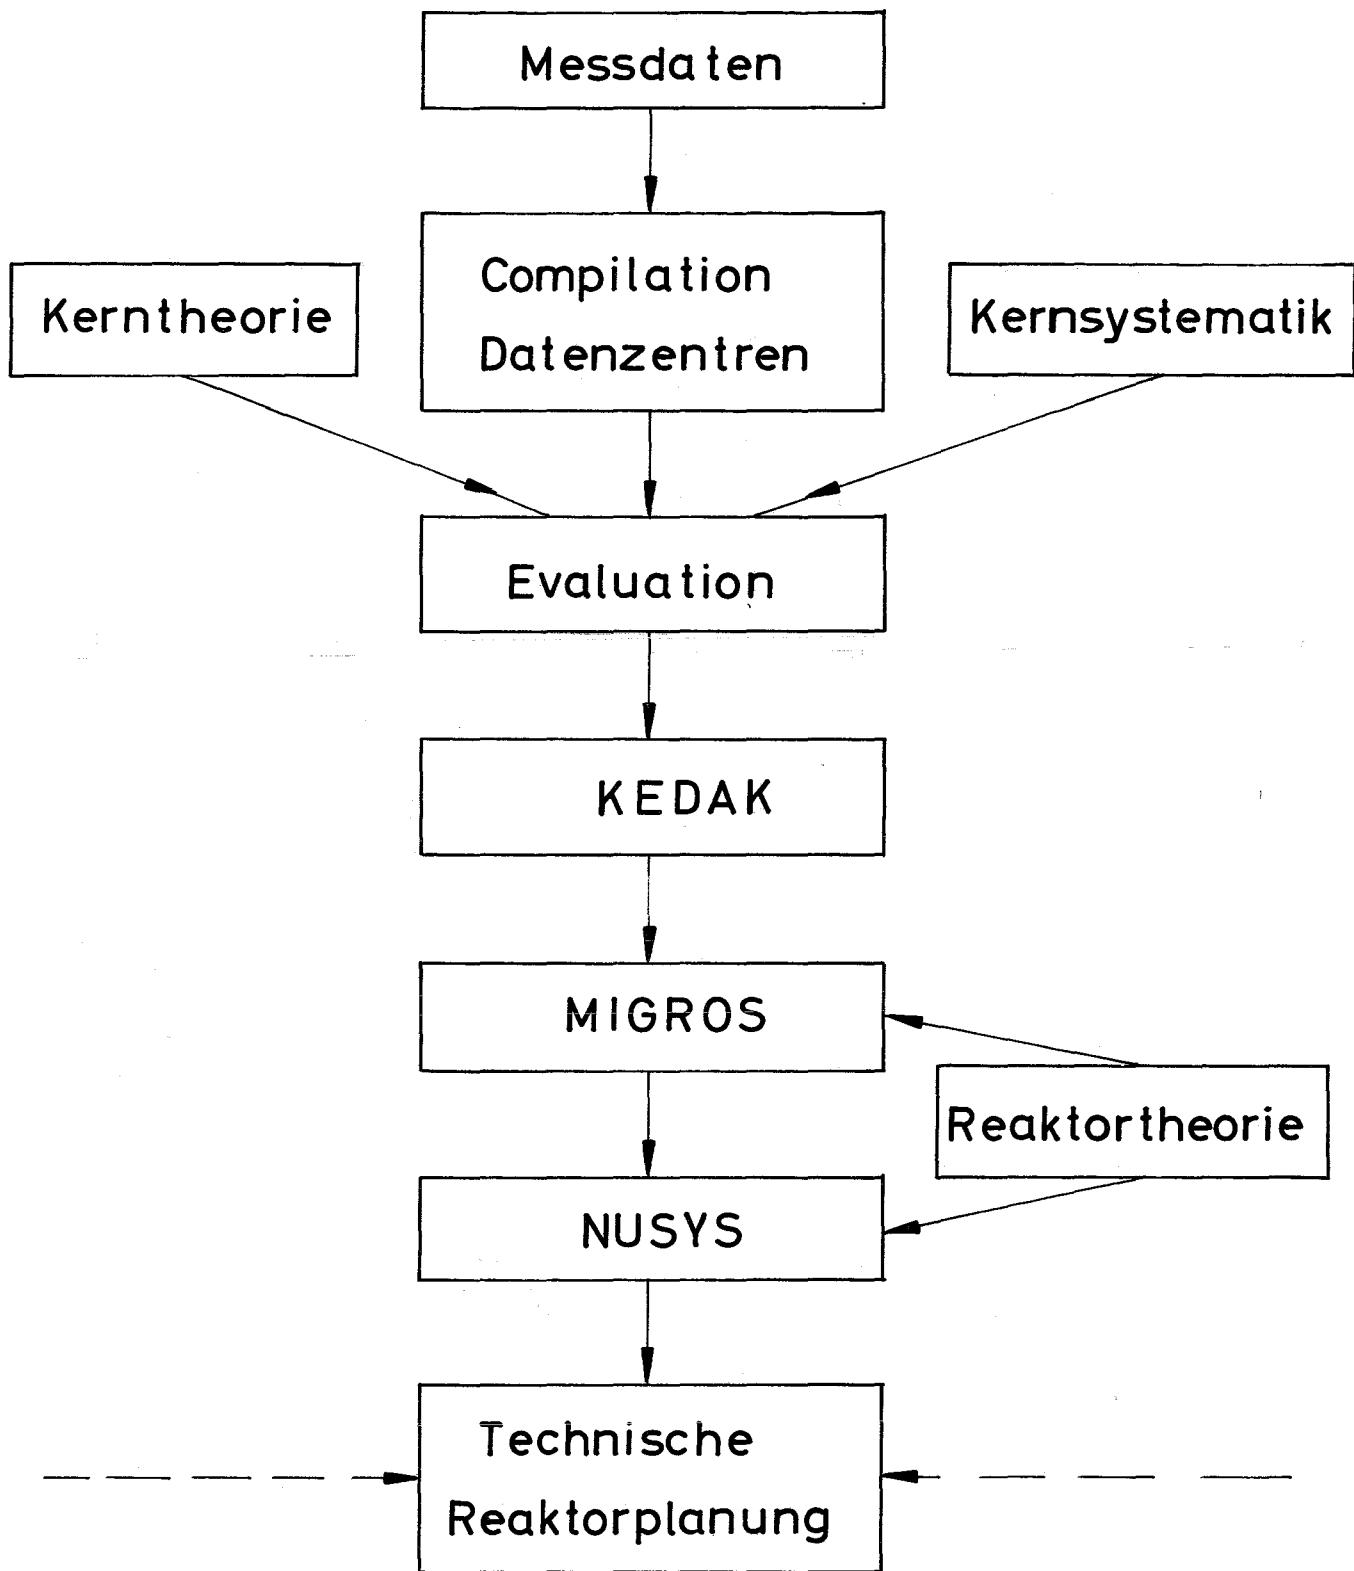 Messdaten
Compilation
Datenzentren
Kerntheorie
Kernsystematik
Evaluation
KEDAK
MIGROS
Reaktortheorie
NUSYS
Technische
Reaktorplanung